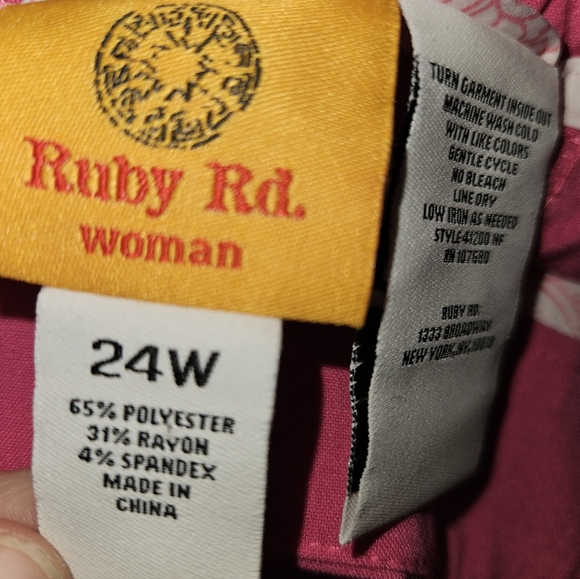 Ruby Rd.
woman
24W
65% POLYESTER
31% RAYON
4% SPANDEX
MADE IN
CHINA
TURN GARMENT INSIDE OUT
MACHINE WASH COLD
WITH LIKE COLORS
GENTLE CYCLE
NO BLEACH
LINE DRY
LOW IRON AS NEEDED
STYLE 41200 MF
RN 107680
RUBY RD.
1333 BROADWAY
NEW YORK, NY, 10018